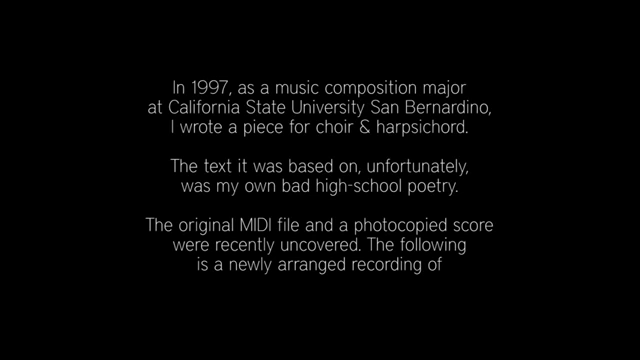 In 1997, as a music composition major
at California State University San Bernardino,
I wrote a piece for choir & harpsichord.
The text it was based on, unfortunately,
was my own bad high-school poetry.
The original MIDI file and a photocopied score
were recently uncovered. The following
is a newly arranged recording of